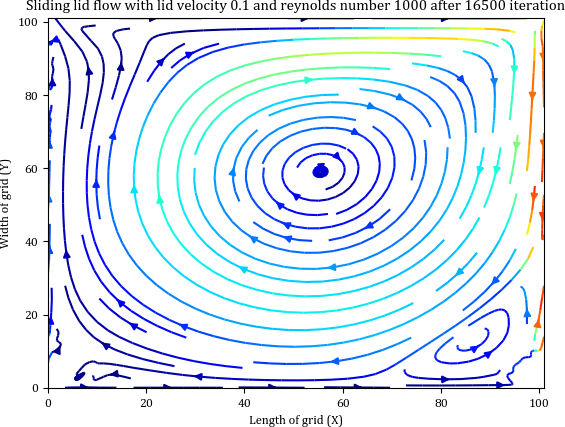 Sliding lid flow with lid velocity 0.1 and reynolds number 1000 after 16500 iteration
100
80
60
40
20
0
Width of grid (Y)
0 20 40 60 80 100
Length of grid (X)